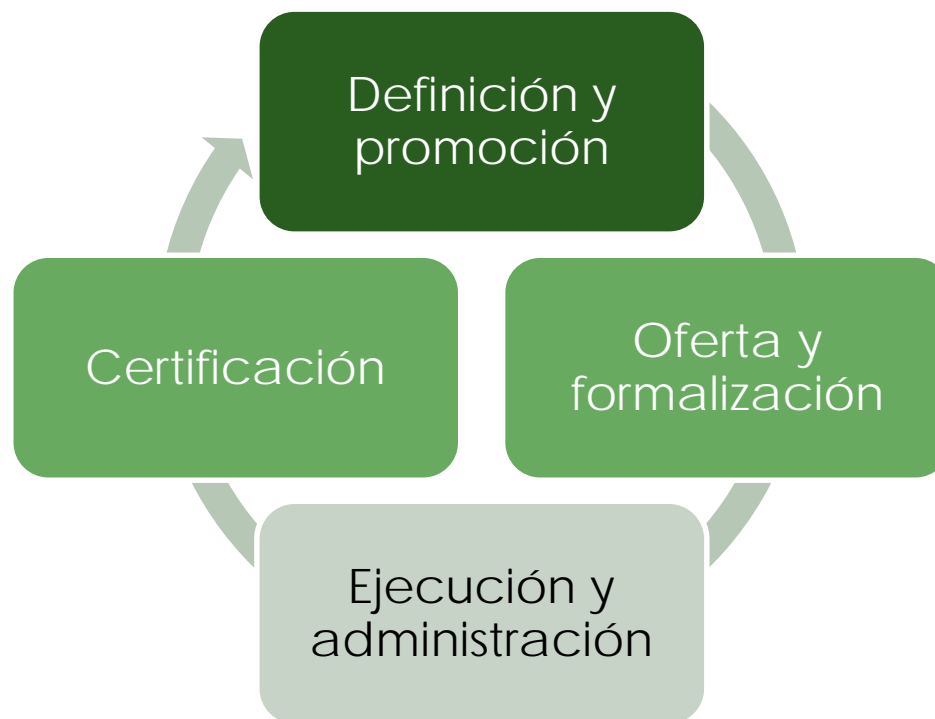 Definición y
promoción
Oferta y
formalización
Ejecución y
administración
Certificación